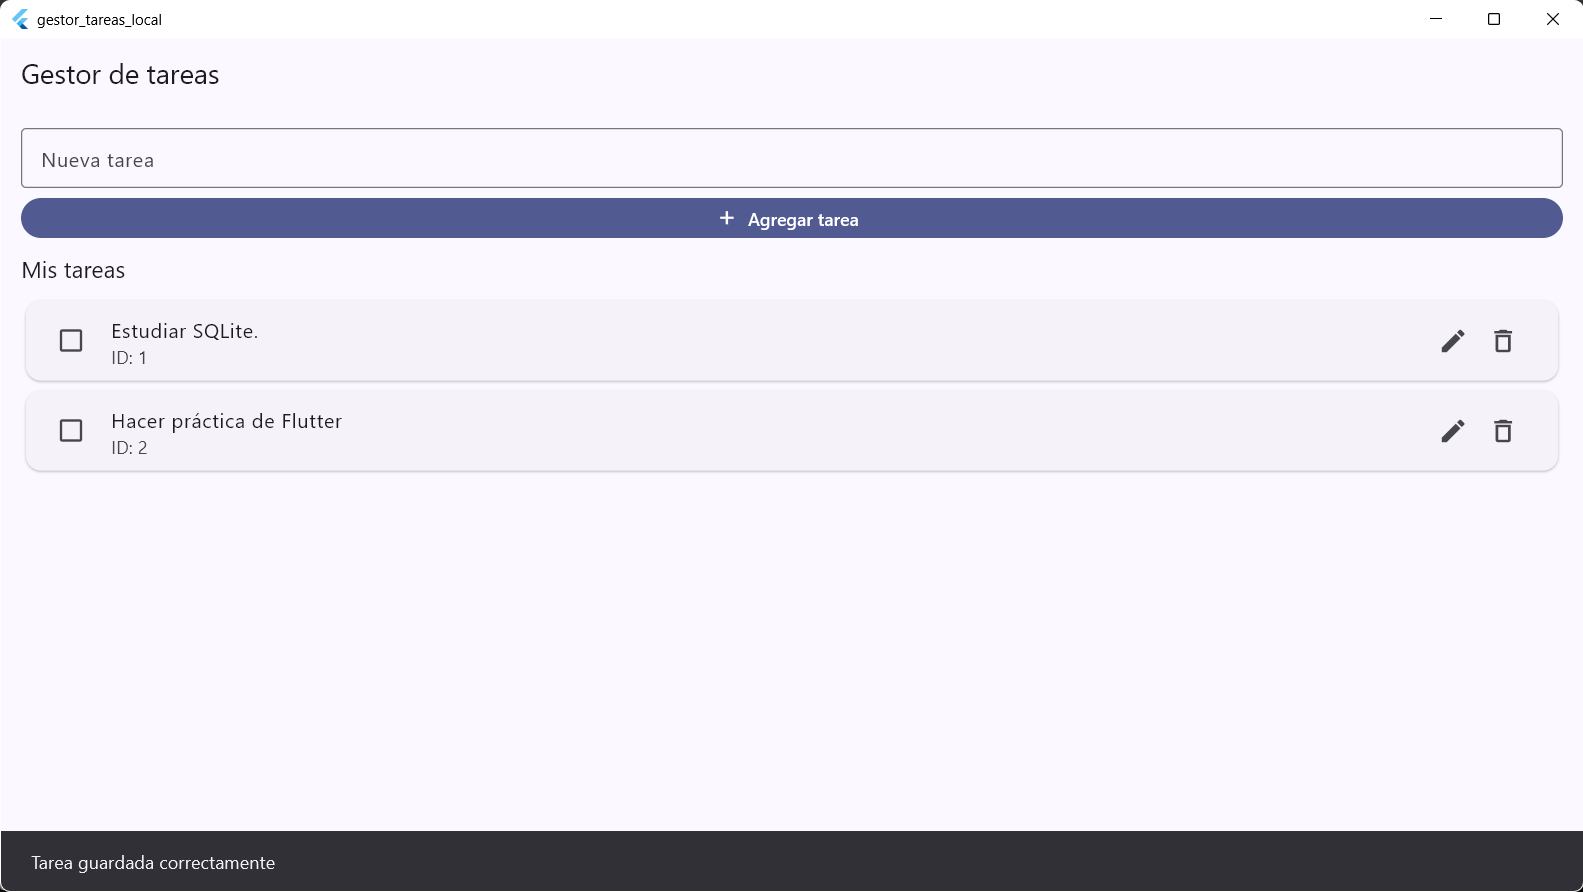 gestor_tareas_local
Gestor de tareas
Nueva tarea
Agregar tarea
Mis tareas
Estudiar SQLite.
ID: 1
Hacer práctica de Flutter
ID: 2
Tarea guardada correctamente